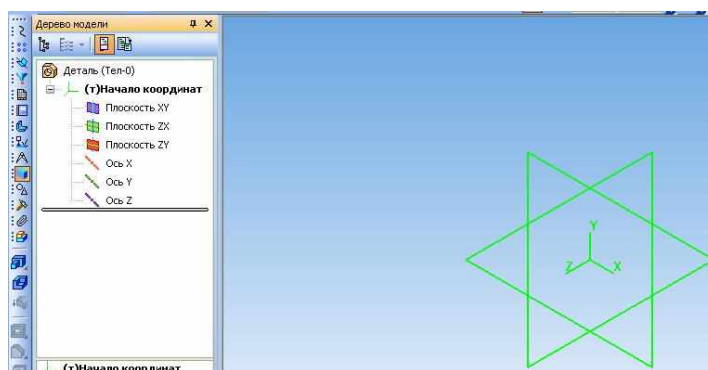 Дерево модели
Деталь (Тел-0)
(т)Начало координат
Плоскость XY
Плоскость ZX
Плоскость ZY
Ось X
Ось Y
Ось Z
Y
Z X
(т)Начало координат